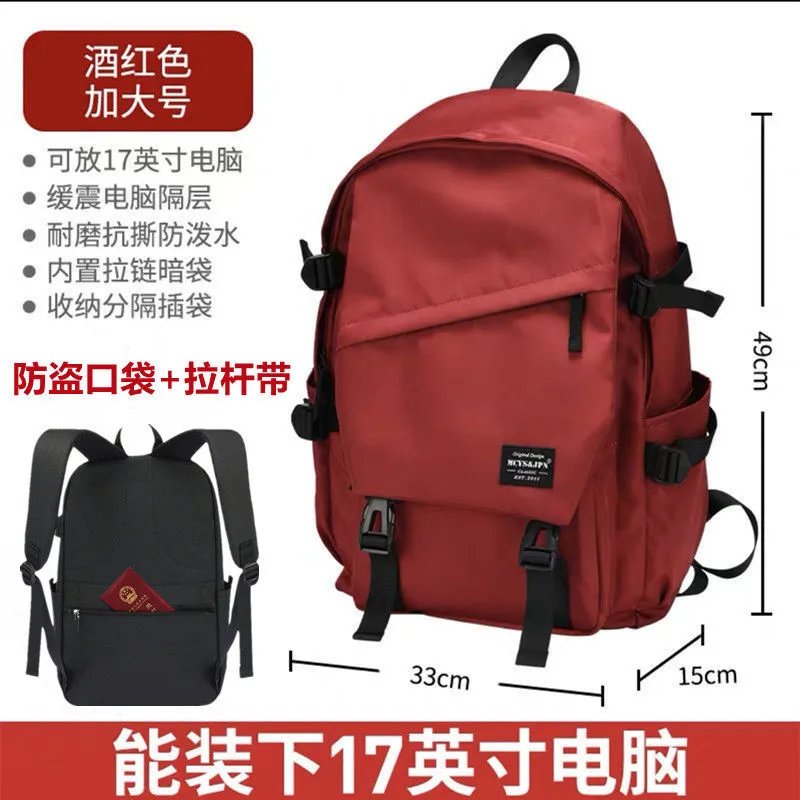 酒红色
加大号
可放17英寸电脑
缓震电脑隔层
耐磨抗撕防泼水
内置拉链暗袋
收纳分隔插袋
防盗口袋+拉杆带
Original Design
MCYS&JPN®
CLASSIC
EST.2011
49cm
33cm
15cm
能装下17英寸电脑